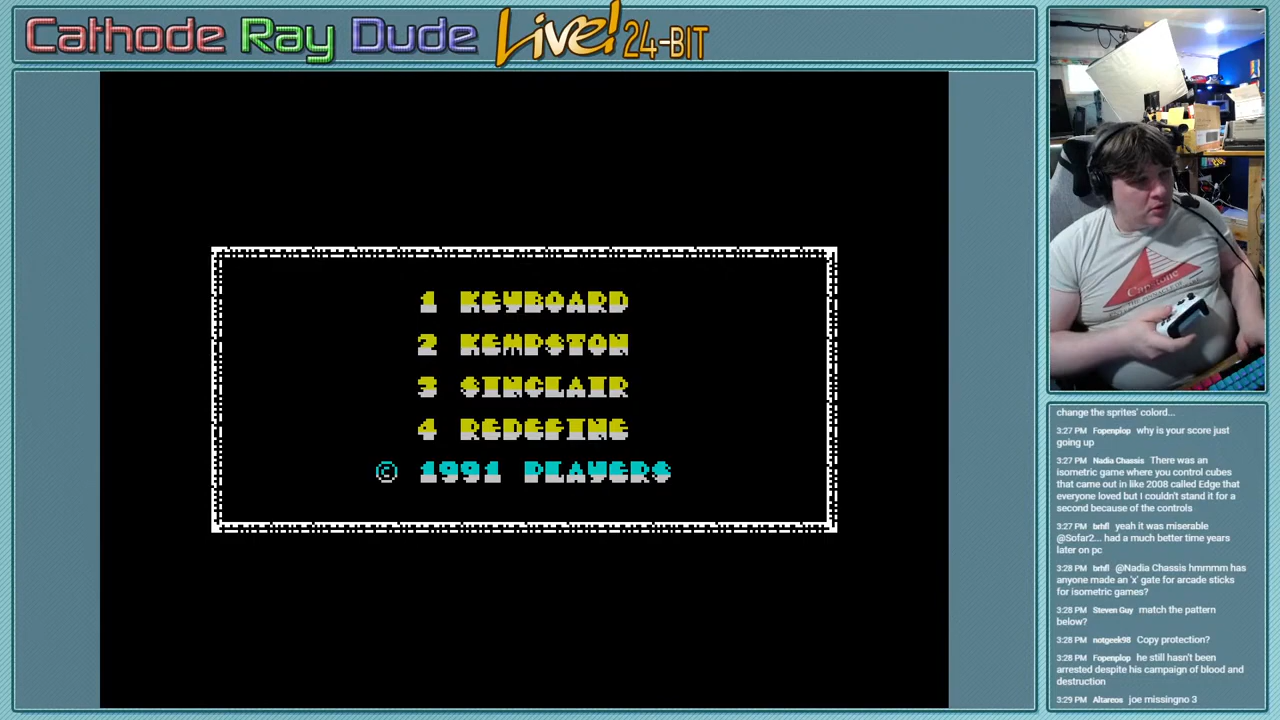 Cathode Ray Dude Live! 24-BIT
1 KEYBOARD
2 KEMPSTON
3 SINCLAIR
4 REDEFINE
© 1991 PLAYERS
Capstone
change the sprites' colord...
3:27 PM Fopenplop why is your score just
going up
3:27 PM Nadia Chassis There was an
isometric game where you control cubes
that came out in like 2008 called Edge that
everyone loved but I couldn't stand it for a
second because of the controls
3:27 PM brhfl yeah it was miserable
@Sofar2... had a much better time years
later on pc
3:28 PM brhfl @Nadia Chassis hmmmm has
anyone made an 'x' gate for arcade sticks
for isometric games?
3:28 PM Steven Guy match the pattern
below?
3:28 PM notgeek98 Copy protection?
3:28 PM Fopenplop he still hasn't been
arrested despite his campaign of blood and
destruction
3:29 PM Altareos joe missingno 3